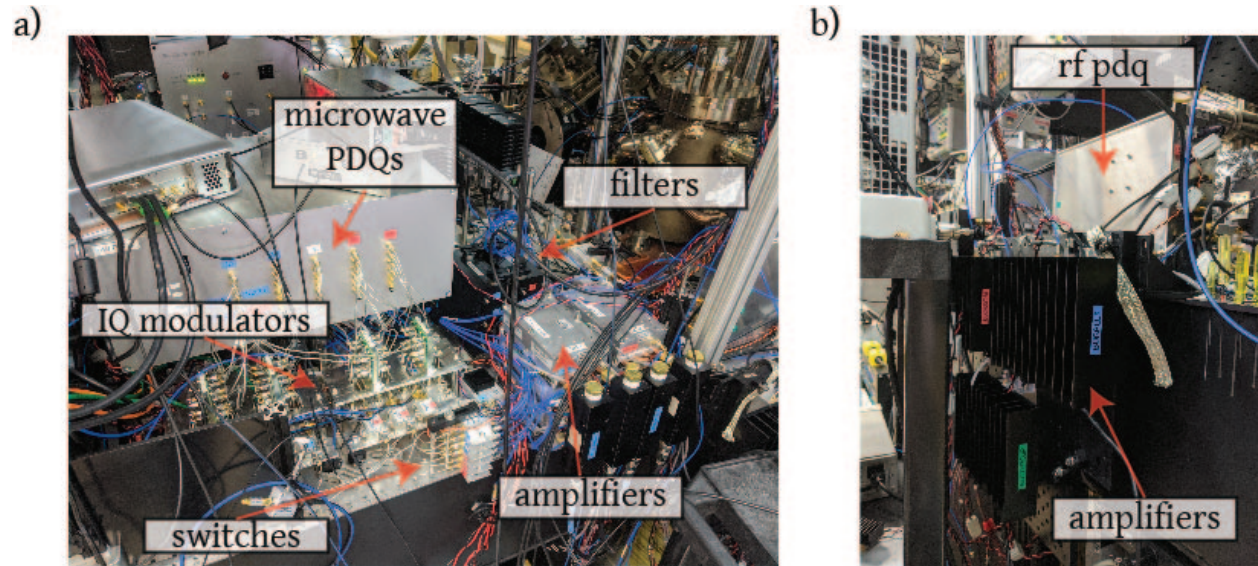 a)
microwave
PDQs
filters
IQ modulators
amplifiers
switches
b)
rf pdq
amplifiers